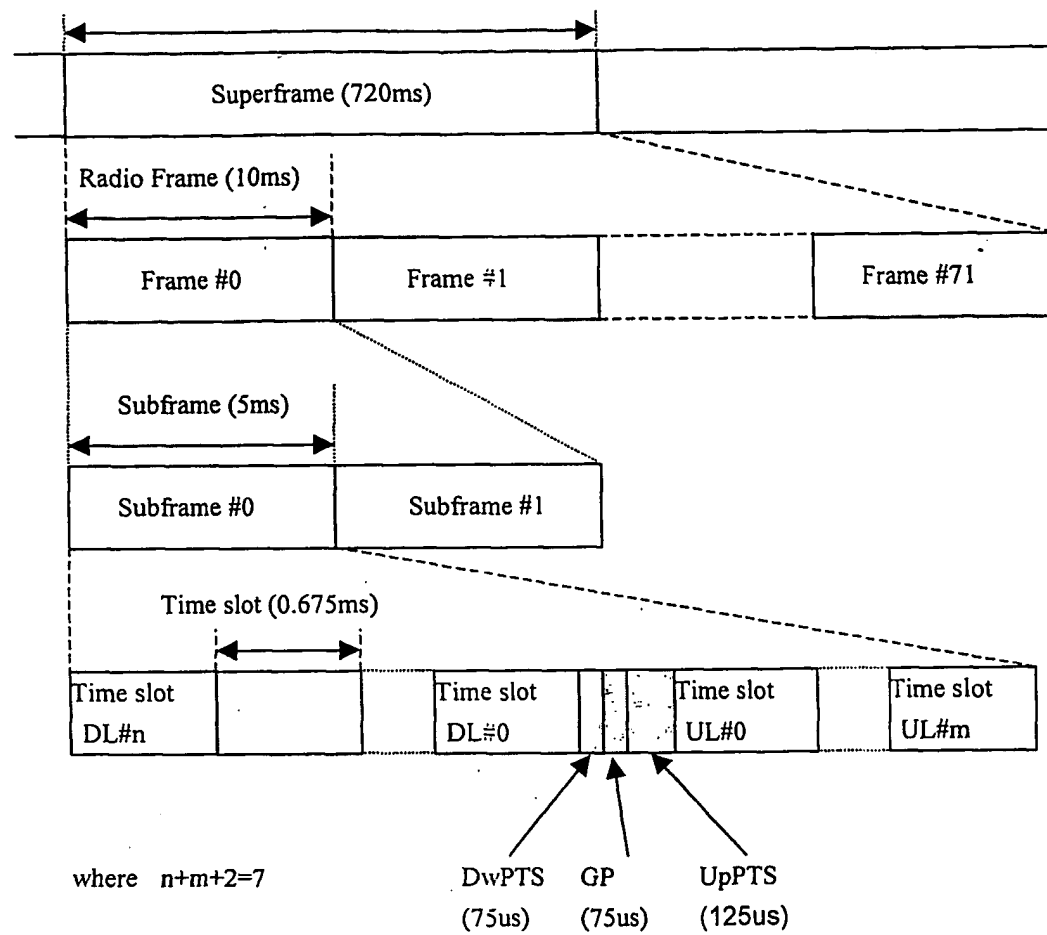 Superframe (720ms)
Radio Frame (10ms)
Frame #0
Frame #1
Frame #71
Subframe (5ms)
Subframe #0
Subframe #1
Time slot (0.675ms)
Time slot
DL#n
Time slot
DL#0
Time slot
UL#0
Time slot
UL#m
where n+m+2=7
DwPTS
(75us)
GP
(75us)
UpPTS
(125us)